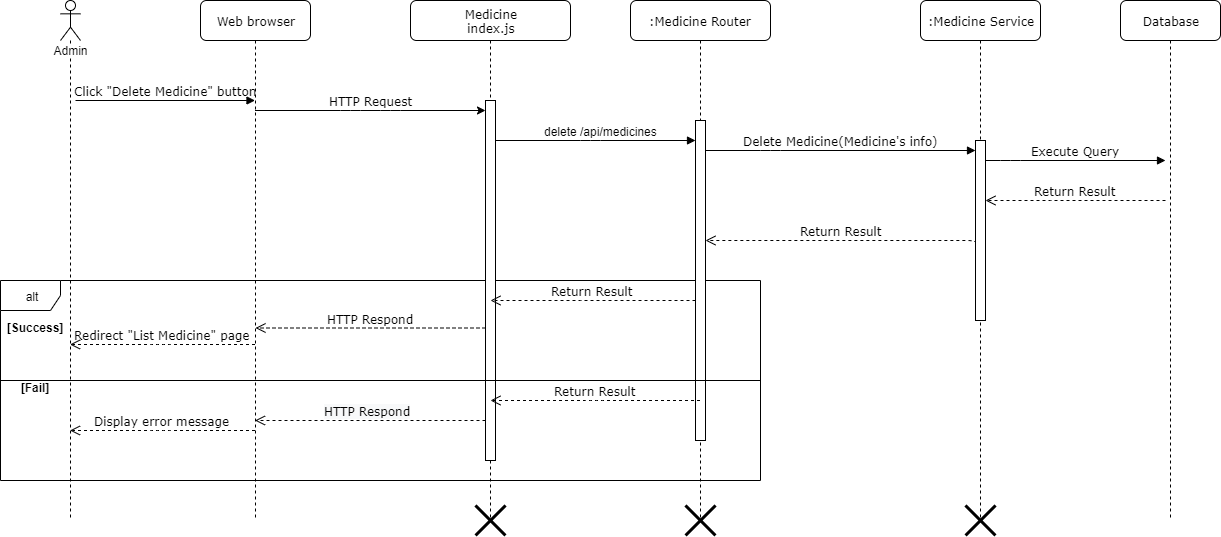 Admin
Web browser
Medicine
index.js
:Medicine Router
:Medicine Service
Database
Click "Delete Medicine" button
HTTP Request
delete /api/medicines
Delete Medicine(Medicine's info)
Execute Query
Return Result
Return Result
alt
Return Result
[Success]
HTTP Respond
Redirect "List Medicine" page
[Fail]
Return Result
HTTP Respond
Display error message